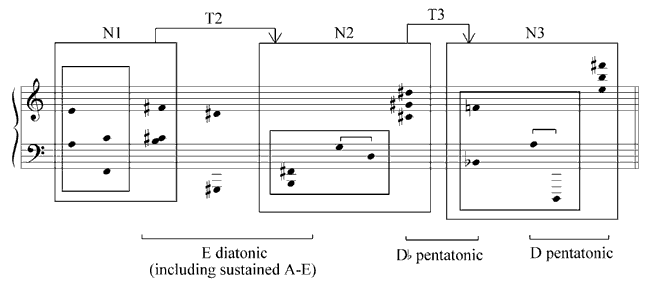 T2
T3
N1
N2
N3
E diatonic
(including sustained A-E)
D♭ pentatonic
D pentatonic